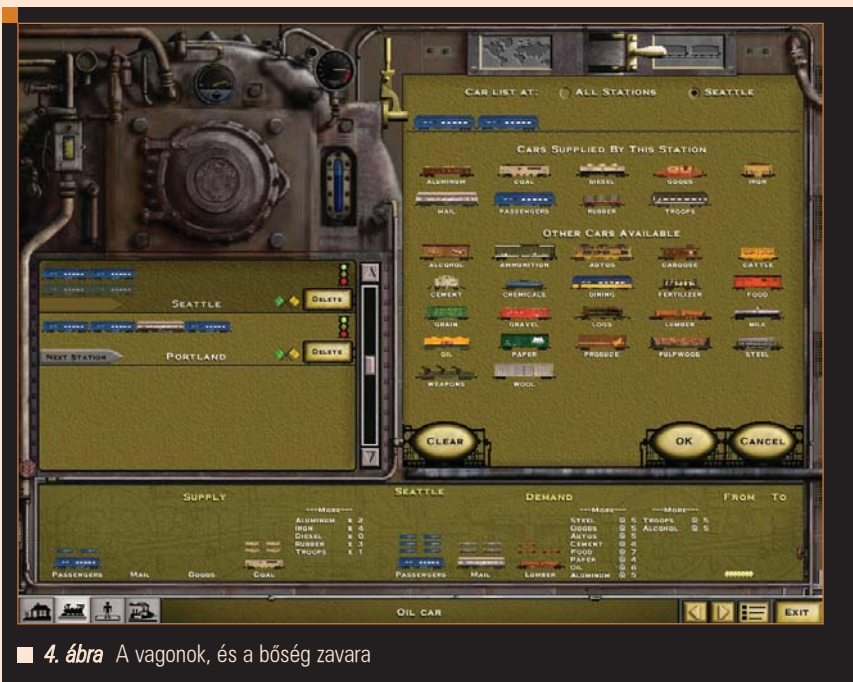 CAR LIST AT: ALL STATIONS SEATTLE
CARS SUPPLIED BY THIS STATION
ALUMINUM COAL DIESEL GOODS IRON
MAIL PASSENGERS RUBBER TROOPS
OTHER CARS AVAILABLE
ALCOHOL AMMUNITION AUTOS CABOOSE CATTLE
CEMENT CHEMICALS DINING FERTILIZER FOOD
GRAIN GRAVEL LOGS LUMBER MILK
OIL PAPER PRODUCE PULPWOOD STEEL
WEAPONS WOOL
SEATTLE DELETE
NEXT STATION PORTLAND DELETE
CLEAR OK CANCEL
SUPPLY
---MORE---
ALUMINUM X 2
IRON X 4
DIESEL X 0
RUBBER X 3
TROOPS X 1
PASSENGERS MAIL GOODS COAL
SEATTLE
DEMAND
---MORE--- ---MORE---
STEEL @ 5 TROOPS @ 5
GOODS @ 5 ALCOHOL @ 5
AUTOS @ 5
CEMENT @ 4
FOOD @ 7
PAPER @ 4
OIL @ 6
ALUMINUM @ 5
PASSENGERS MAIL LUMBER
FROM TO
OIL CAR
EXIT
4. ábra A vagonok, és a bőség zavara